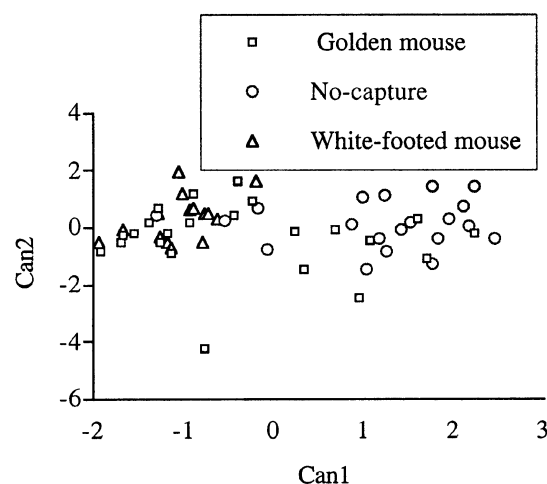 Golden mouse
No-capture
White-footed mouse
4
2
0
-2
-4
-6
Can2
-2 -1 0 1 2 3
Can1